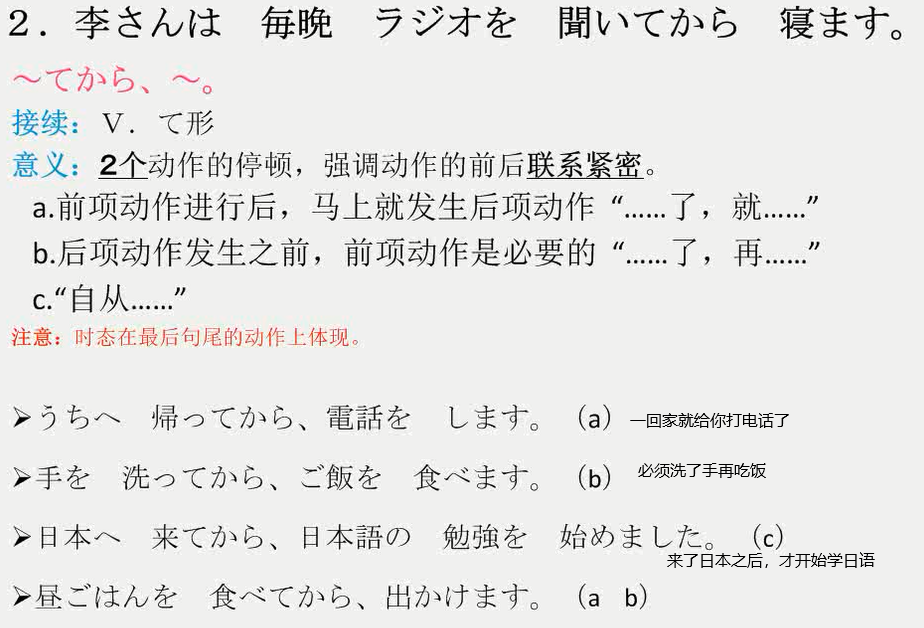 ２．李さんは　毎晩　ラジオを　聞いてから　寝ます。
～てから、～。
接续：Ｖ．て形
意义：2个动作的停顿，强调动作的前后联系紧密。
a.前项动作进行后，马上就发生后项动作“……了，就……”
b.后项动作发生之前，前项动作是必要的“……了，再……”
c.“自从……”
注意：时态在最后句尾的动作上体现。
➢うちへ　帰ってから、電話を　します。（a）一回家就给你打电话了
➢手を　洗ってから、ご飯を　食べます。（b）必须洗了手再吃饭
➢日本へ　来てから、日本語の　勉強を　始めました。（c）
来了日本之后，才开始学日语
➢昼ごはんを　食べてから、出かけます。（a　b）